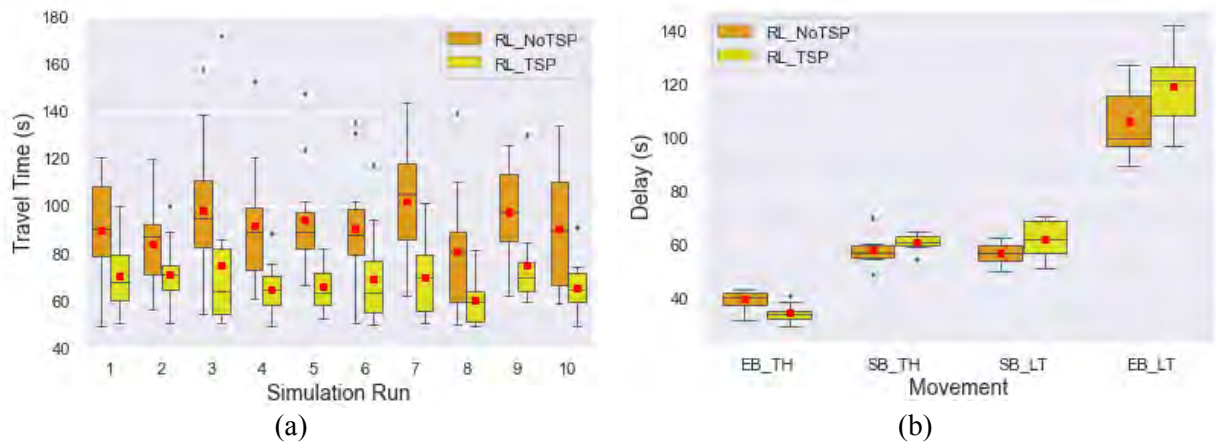 180
160
140
120
100
80
60
40
Travel Time (s)
RL_NoTSP
RL_TSP
1 2 3 4 5 6 7 8 9 10
Simulation Run
(a)
140
120
100
80
60
40
Delay (s)
RL_NoTSP
RL_TSP
EB_TH SB_TH SB_LT EB_LT
Movement
(b)